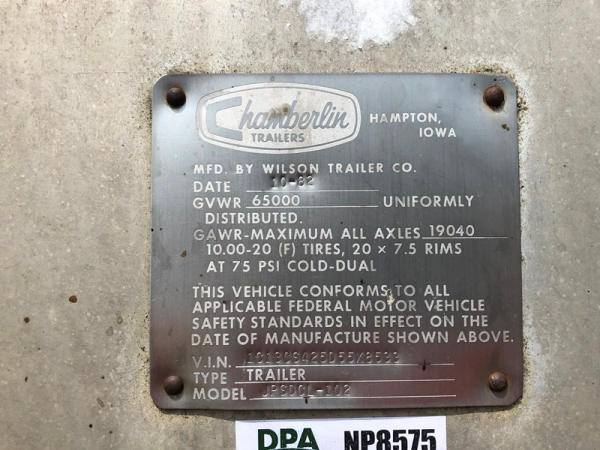 Chamberlin
TRAILERS
HAMPTON,
IOWA
MFD. BY WILSON TRAILER CO.
DATE 10-82
GVWR 65000 UNIFORMLY
DISTRIBUTED.
GAWR-MAXIMUM ALL AXLES 19040
10.00-20 (F) TIRES, 20 x 7.5 RIMS
AT 75 PSI COLD-DUAL
THIS VEHICLE CONFORMS TO ALL
APPLICABLE FEDERAL MOTOR VEHICLE
SAFETY STANDARDS IN EFFECT ON THE
DATE OF MANUFACTURE SHOWN ABOVE.
V.I.N.
TYPE TRAILER
MODEL
DPA NP8575